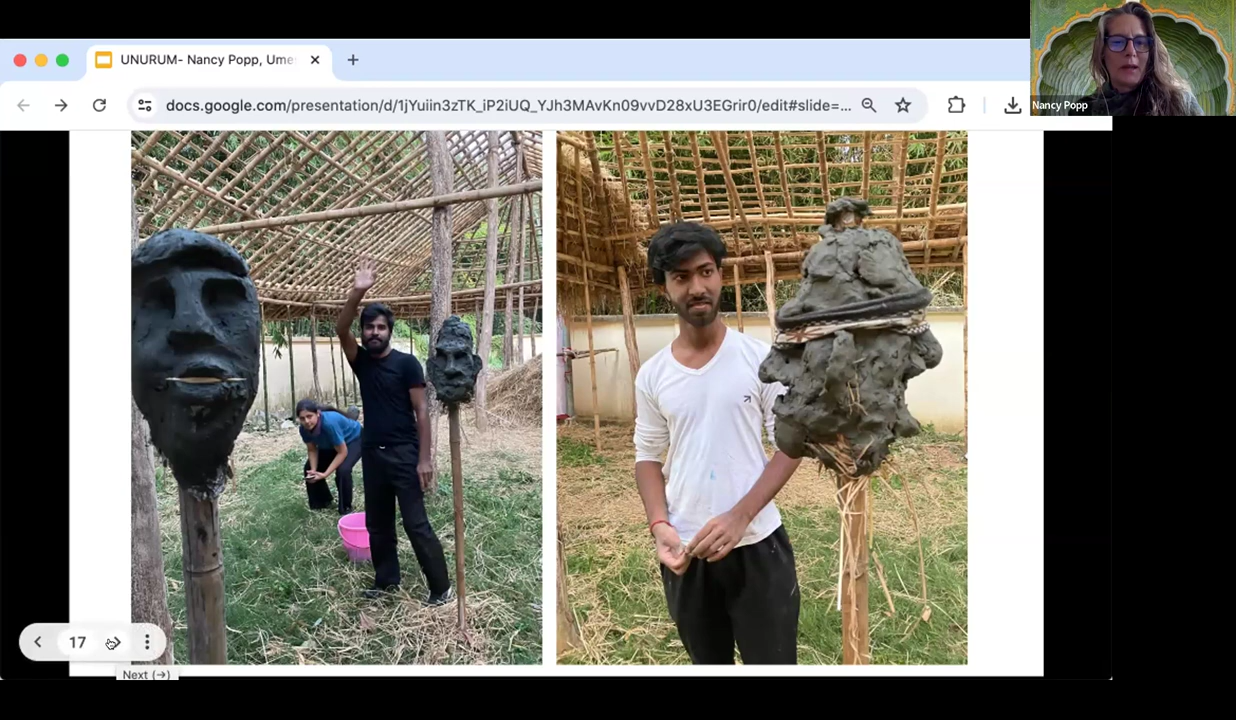 UNURUM- Nancy Popp, Ume
docs.google.com/presentation/d/1jYuiin3zTK_iP2iUQ_YJh3MAvKn09vvD28xU3EGrir0/edit#slide=...
Nancy Popp
17
Next (→)